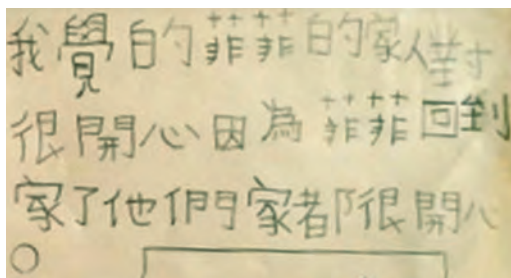 我覺的菲菲的家人對
很開心因為菲菲回到
家了他們家都很開心
。